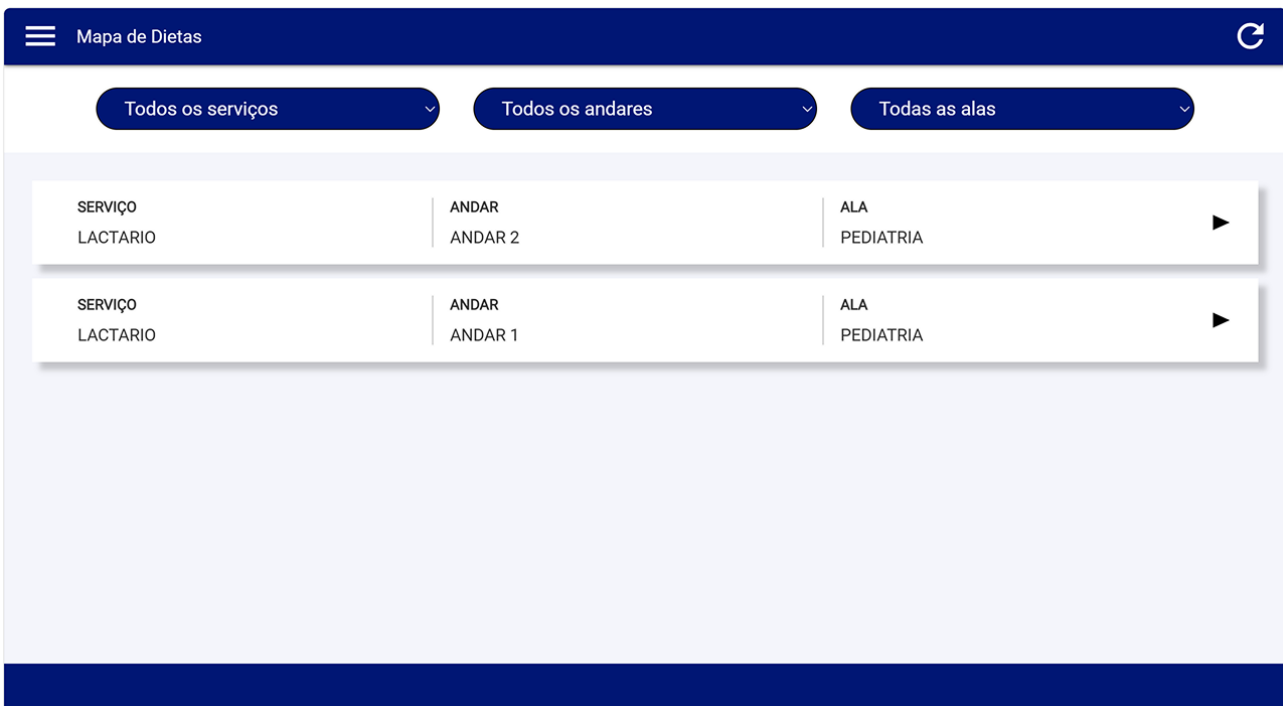 Mapa de Dietas
Todos os serviços Todos os andares Todas as alas
SERVIÇO ANDAR ALA
LACTARIO ANDAR 2 PEDIATRIA
SERVIÇO ANDAR ALA
LACTARIO ANDAR 1 PEDIATRIA